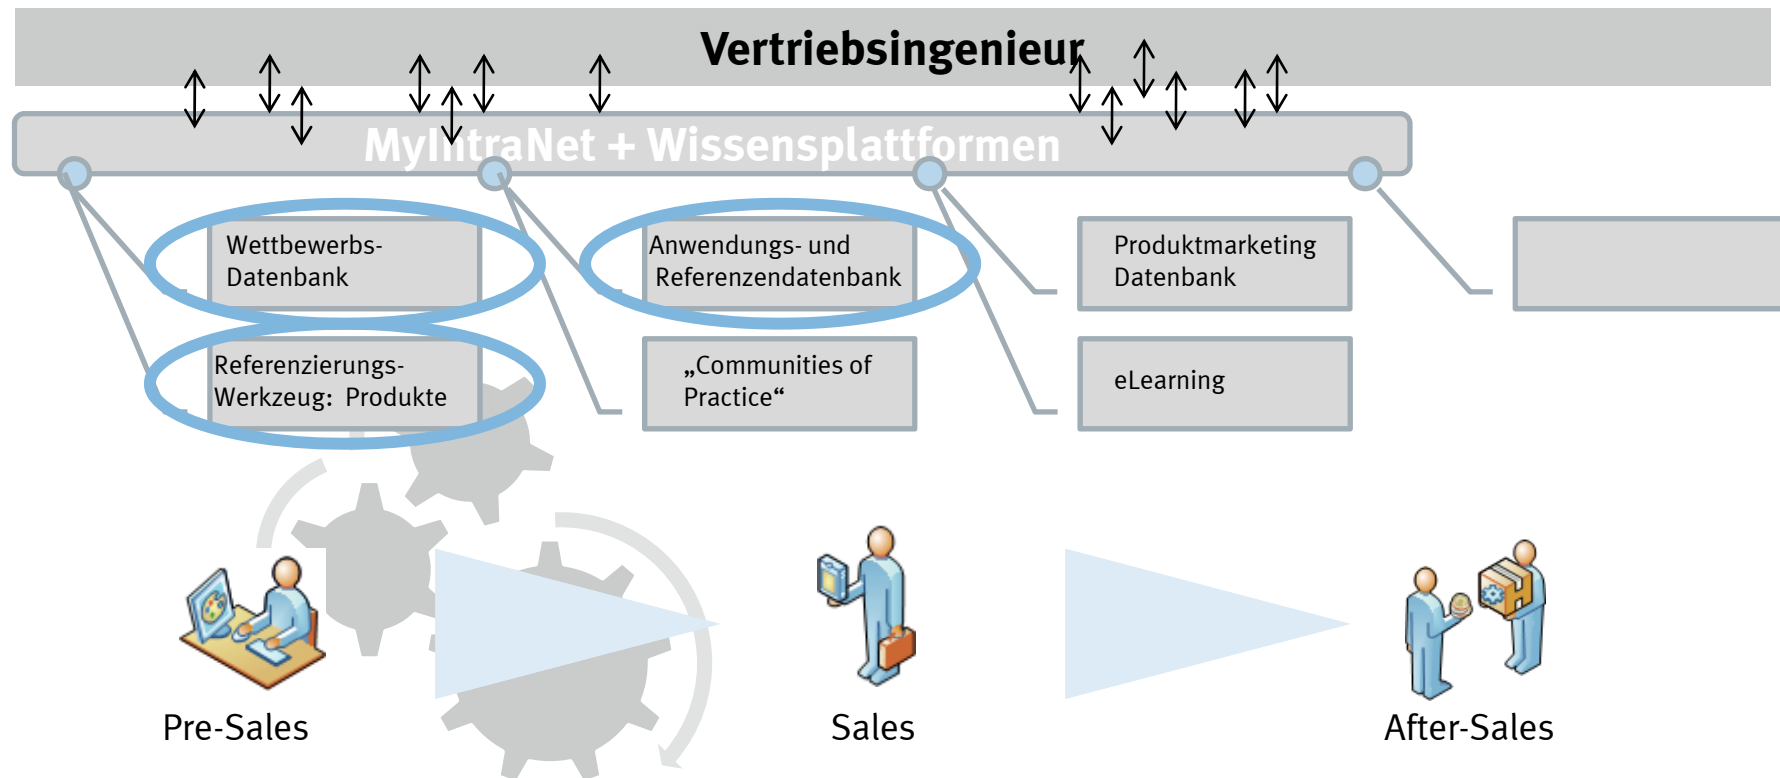 Vertriebsingenieur
MyIntraNet + Wissensplattformen
Wettbewerbs-
Datenbank
Anwendungs- und
Referenzendatenbank
Produktmarketing
Datenbank
Referenzierungs-
Werkzeug: Produkte
„Communities of
Practice“
eLearning
Pre-Sales
Sales
After-Sales